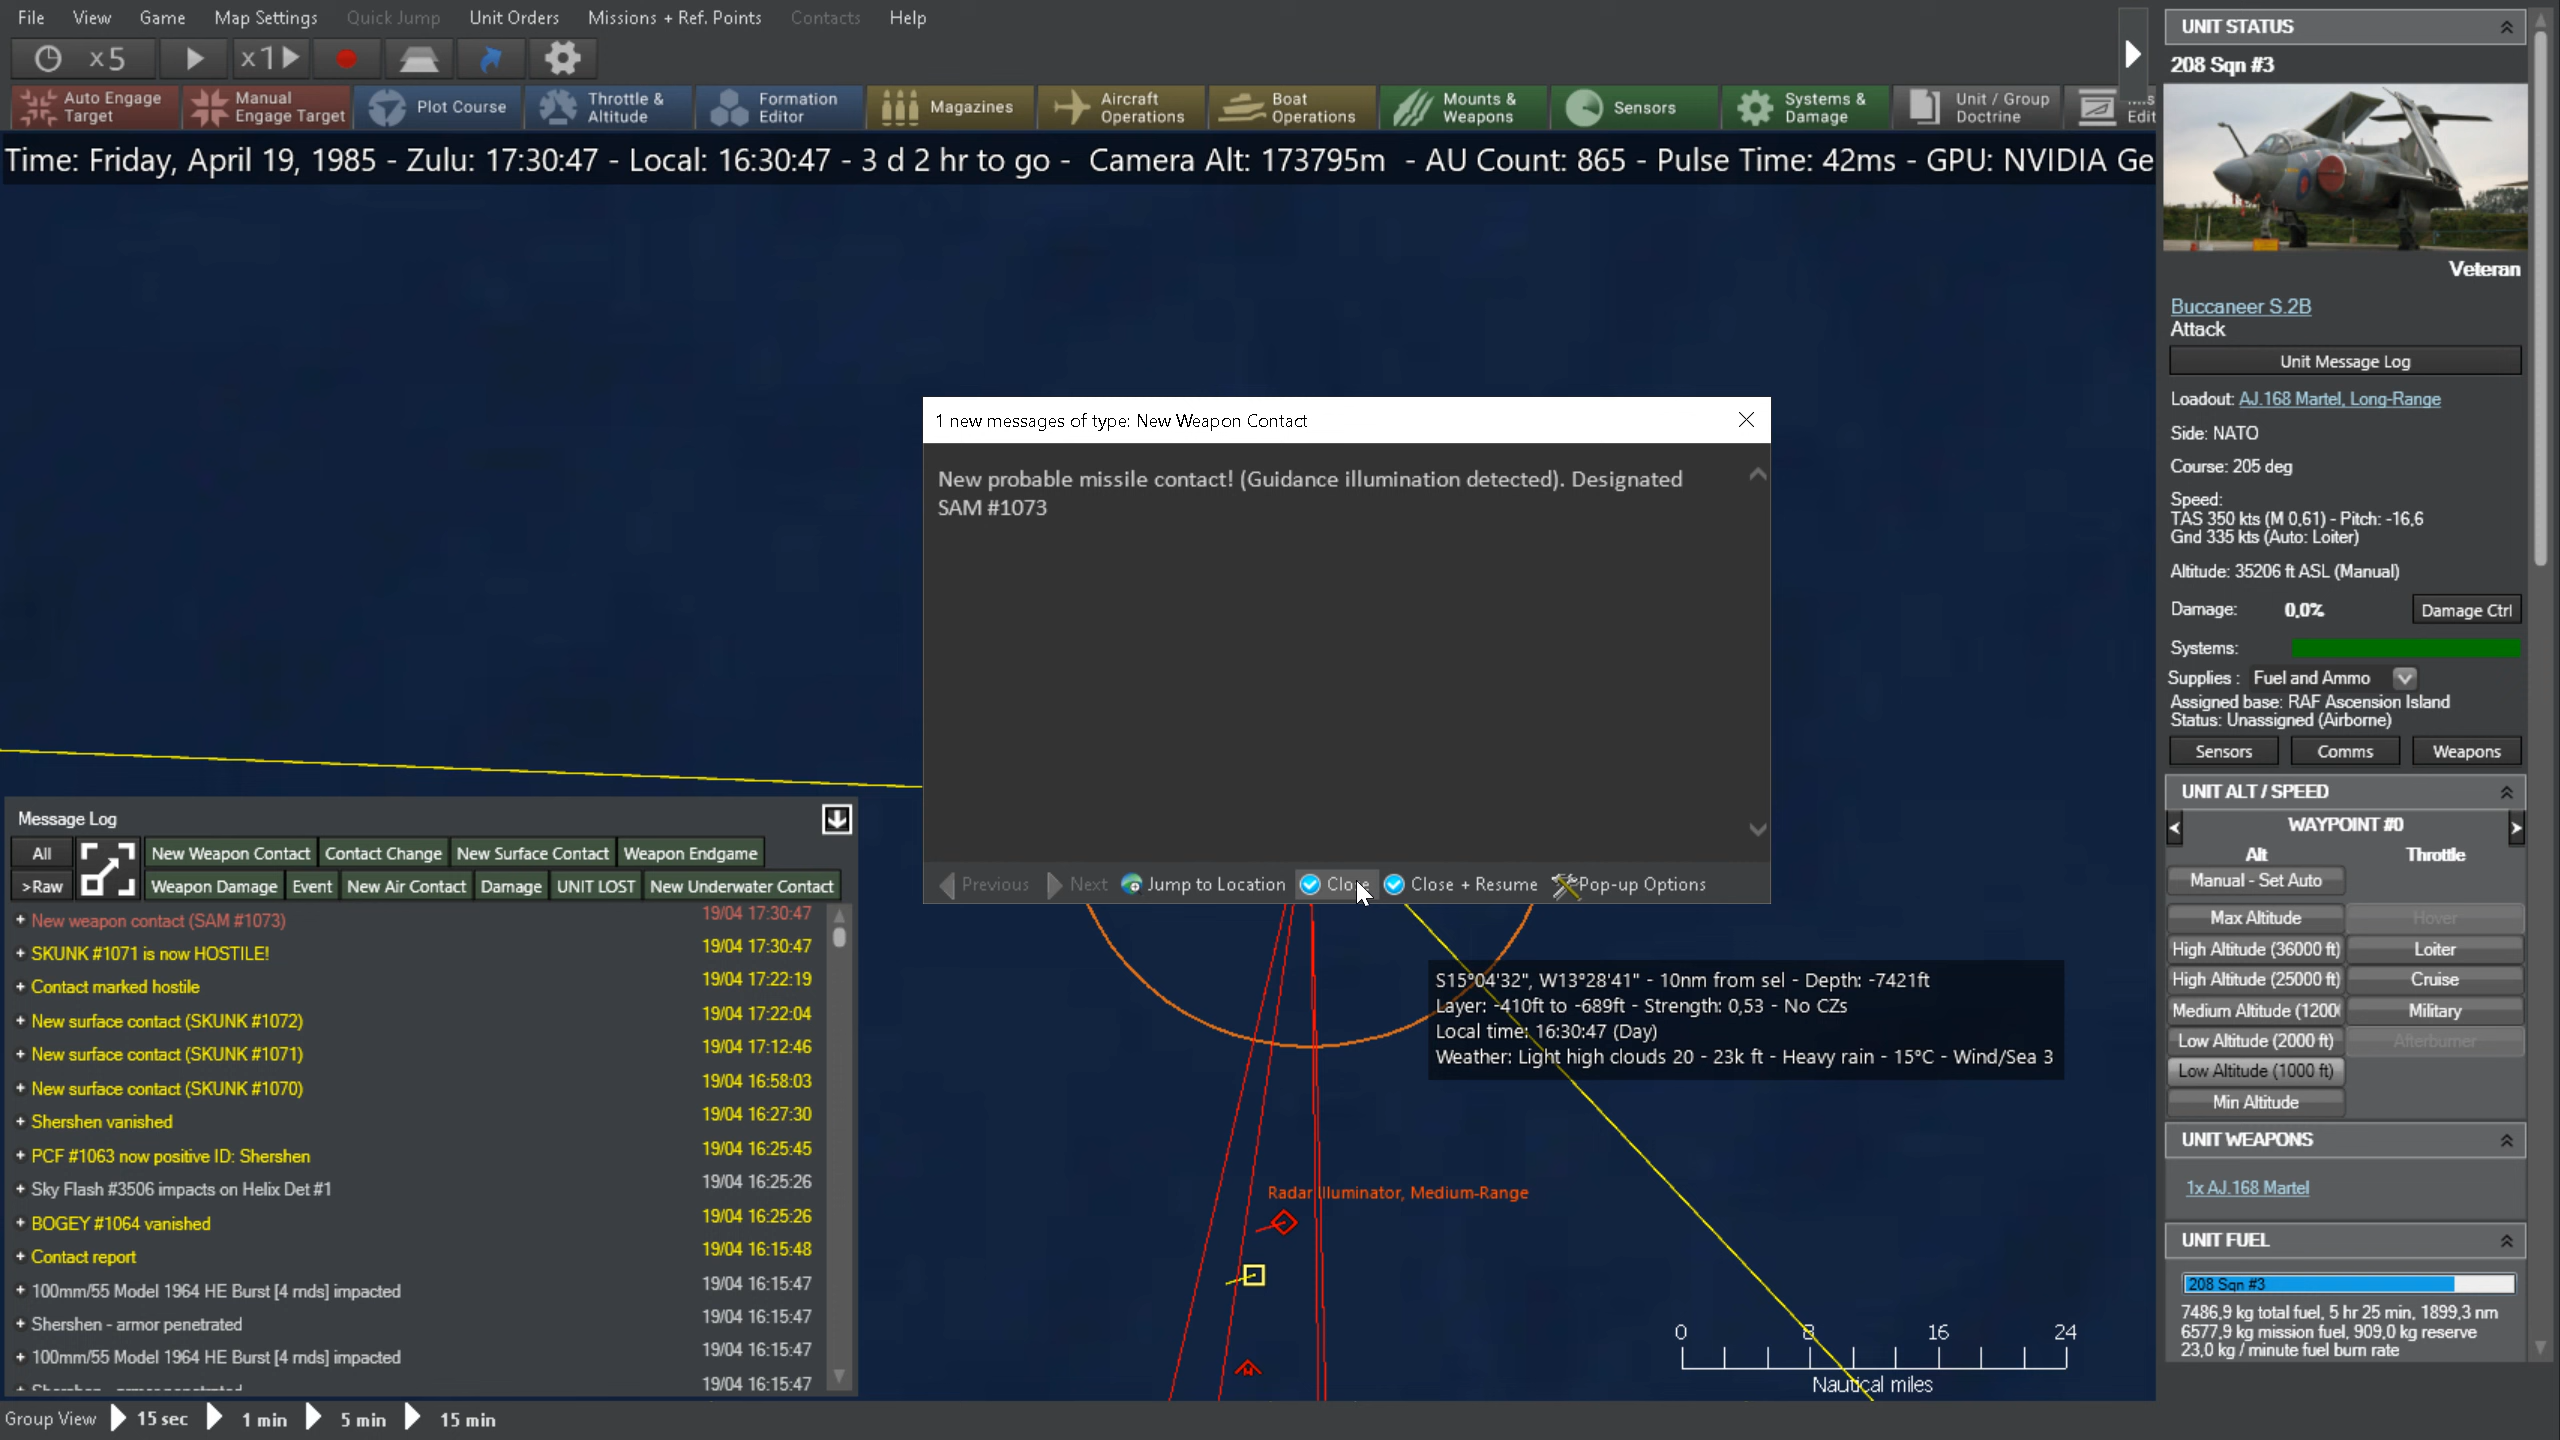 File View Game Map Settings Quick Jump Unit Orders Missions + Ref. Points Contacts Help
x5 x1
Auto Engage Target
Manual Engage Target
Plot Course
Throttle & Altitude
Formation Editor
Magazines
Aircraft Operations
Boat Operations
Mounts & Weapons
Sensors
Systems & Damage
Unit / Group Doctrine
Time: Friday, April 19, 1985 - Zulu: 17:30:47 - Local: 16:30:47 - 3 d 2 hr to go - Camera Alt: 173795m - AU Count: 865 - Pulse Time: 42ms - GPU: NVIDIA Ge
1 new messages of type: New Weapon Contact
New probable missile contact! (Guidance illumination detected). Designated
SAM #1073
Previous Next Jump to Location Close Close + Resume Pop-up Options
Message Log
All New Weapon Contact Contact Change New Surface Contact Weapon Endgame
>Raw Weapon Damage Event New Air Contact Damage UNIT LOST New Underwater Contact
+ New weapon contact (SAM #1073) 19/04 17:30:47
+ SKUNK #1071 is now HOSTILE! 19/04 17:30:47
+ Contact marked hostile 19/04 17:22:19
+ New surface contact (SKUNK #1072) 19/04 17:22:04
+ New surface contact (SKUNK #1071) 19/04 17:12:46
+ New surface contact (SKUNK #1070) 19/04 16:58:03
+ Shershen vanished 19/04 16:27:30
+ PCF #1063 now positive ID: Shershen 19/04 16:25:45
+ Sky Flash #3506 impacts on Helix Det #1 19/04 16:25:26
+ BOGEY #1064 vanished 19/04 16:25:26
+ Contact report 19/04 16:15:48
+ 100mm/55 Model 1964 HE Burst [4 rnds] impacted 19/04 16:15:47
+ Shershen - armor penetrated 19/04 16:15:47
+ 100mm/55 Model 1964 HE Burst [4 rnds] impacted 19/04 16:15:47
19/04 16:15:47
S15°04'32", W13°28'41" - 10nm from sel - Depth: -7421ft
Layer: -410ft to -689ft - Strength: 0,53 - No CZs
Local time: 16:30:47 (Day)
Weather: Light high clouds 20 - 23k ft - Heavy rain - 15°C - Wind/Sea 3
Radar Illuminator, Medium-Range
0 8 16 24
Nautical miles
Group View 15 sec 1 min 5 min 15 min
UNIT STATUS
208 Sqn #3
Veteran
Buccaneer S.2B
Attack
Unit Message Log
Loadout: AJ.168 Martel, Long-Range
Side: NATO
Course: 205 deg
Speed:
TAS 350 kts (M 0,61) - Pitch: -16,6
Gnd 335 kts (Auto: Loiter)
Altitude: 35206 ft ASL (Manual)
Damage: 0,0% Damage Ctrl
Systems:
Supplies : Fuel and Ammo
Assigned base: RAF Ascension Island
Status: Unassigned (Airborne)
Sensors Comms Weapons
UNIT ALT / SPEED
< WAYPOINT #0 >
Alt Throttle
Manual - Set Auto
Max Altitude Hover
High Altitude (36000 ft) Loiter
High Altitude (25000 ft) Cruise
Medium Altitude (1200 Military
Low Altitude (2000 ft) Afterburner
Low Altitude (1000 ft)
Min Altitude
UNIT WEAPONS
1x AJ.168 Martel
UNIT FUEL
208 Sqn #3
7486,9 kg total fuel, 5 hr 25 min, 1899,3 nm
6577,9 kg mission fuel, 909,0 kg reserve
23,0 kg / minute fuel burn rate